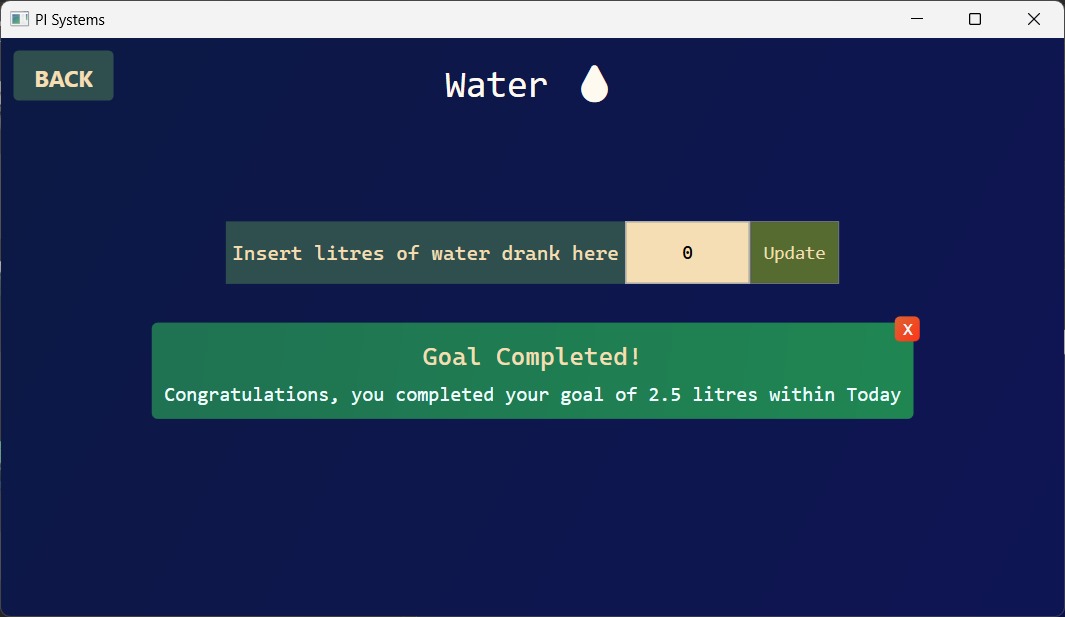 PI Systems
BACK
Water
Insert litres of water drank here 0 Update
X
Goal Completed!
Congratulations, you completed your goal of 2.5 litres within Today